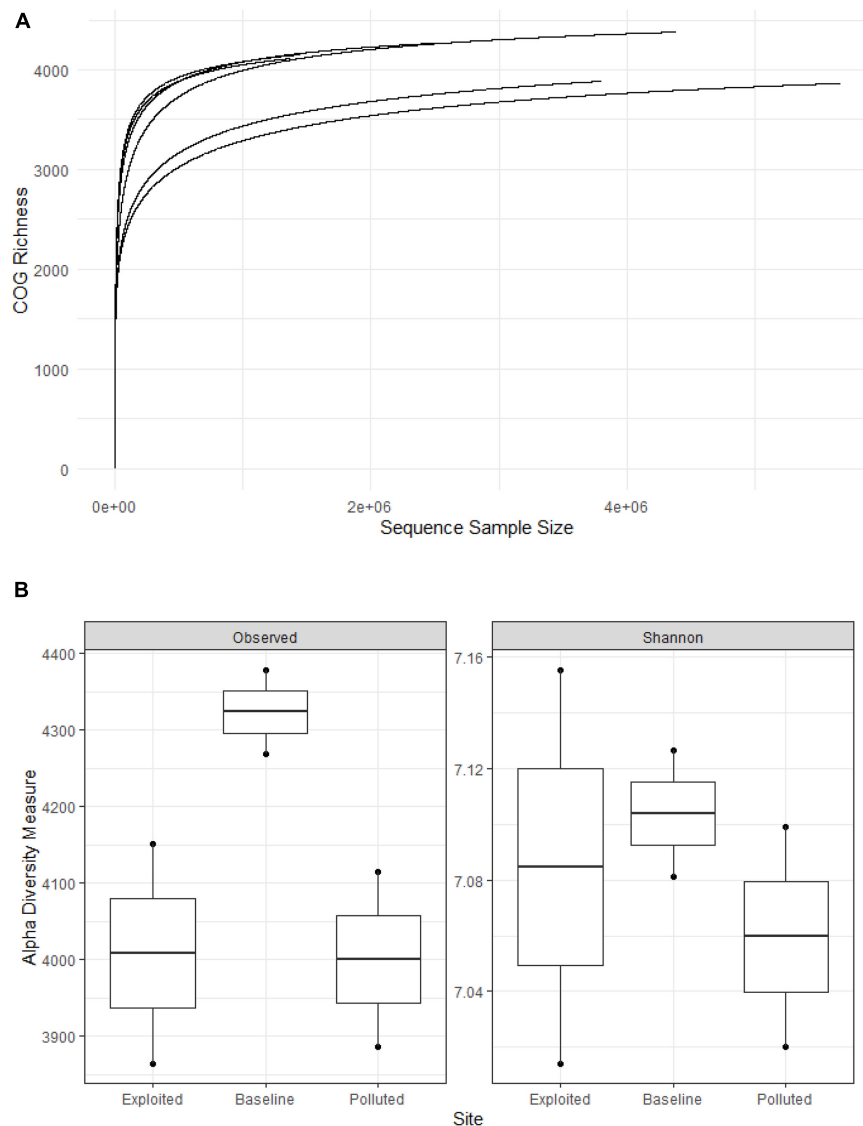 A
4000
3000
2000
1000
0
COG Richness
0e+00 2e+06 4e+06
Sequence Sample Size
B
Observed Shannon
4400
4300
4200
4100
4000
3900
7.16
7.12
7.08
7.04
Alpha Diversity Measure
Exploited Baseline Polluted Exploited Baseline Polluted
Site